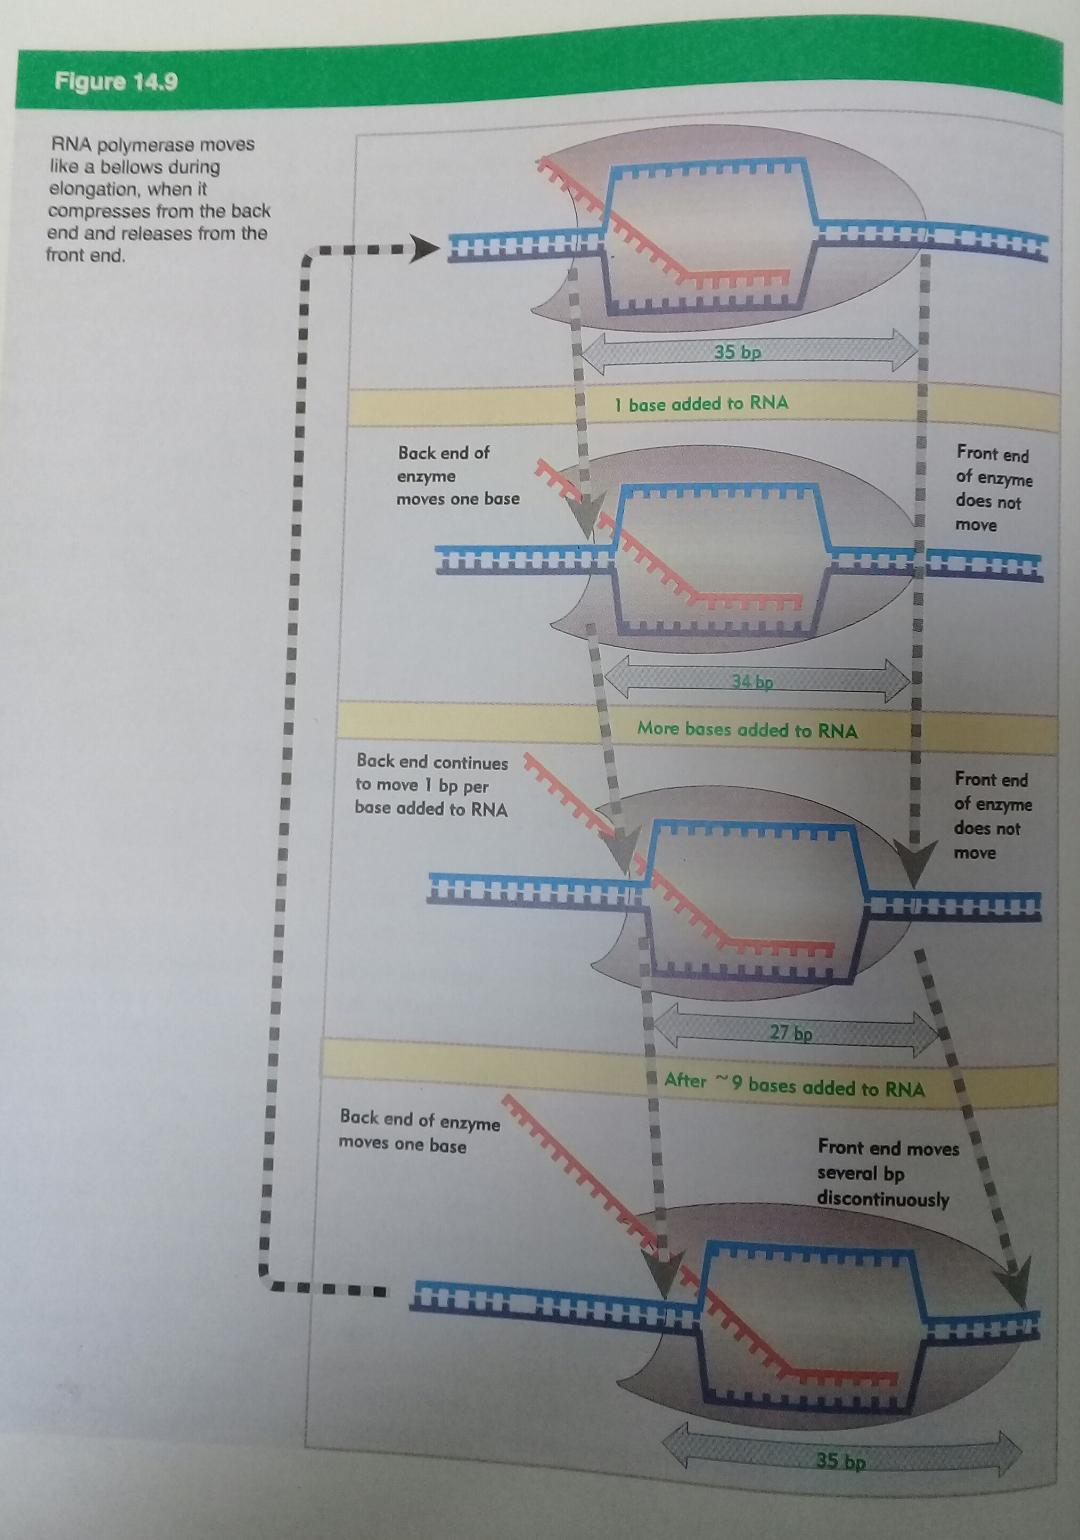 Figure 14.9
RNA polymerase moves
like a bellows during
elongation, when it
compresses from the back
end and releases from the
front end.
35 bp
1 base added to RNA
Back end of
enzyme
moves one base
Front end
of enzyme
does not
move
34 bp
More bases added to RNA
Back end continues
to move 1 bp per
base added to RNA
Front end
of enzyme
does not
move
27 bp
After ~9 bases added to RNA
Back end of enzyme
moves one base
Front end moves
several bp
discontinuously
35 bp